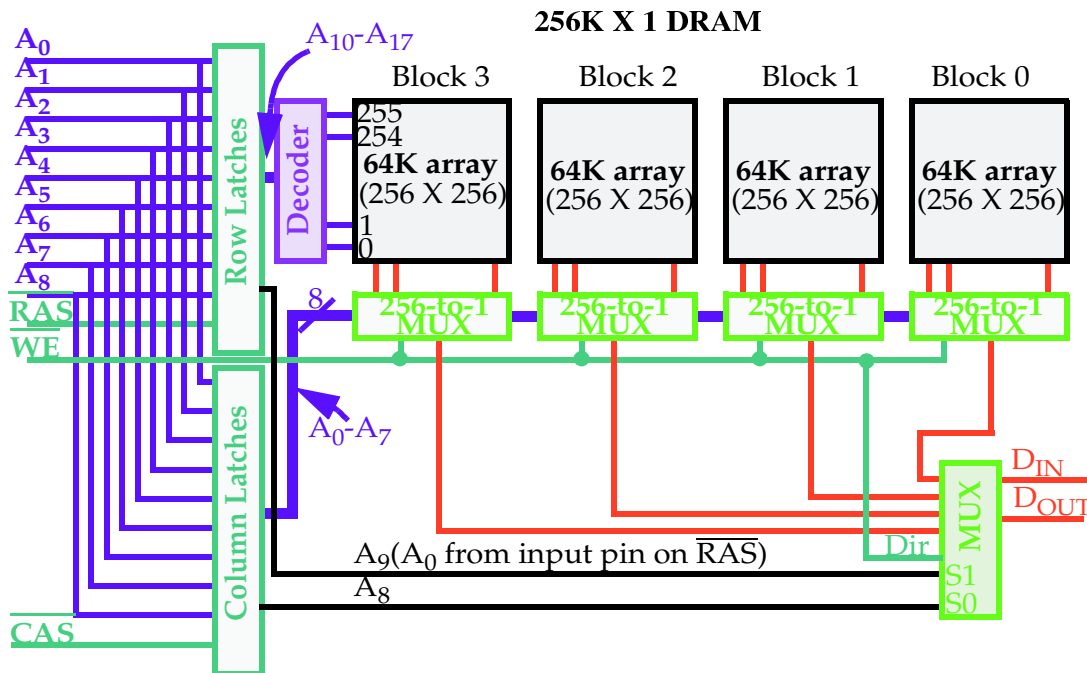 256K X 1 DRAM
A0
A1
A2
A3
A4
A5
A6
A7
A8
RAS
WE
CAS
Row Latches
Column Latches
A10-A17
Decoder
Block 3
Block 2
Block 1
Block 0
255
254
1
0
64K array
(256 X 256)
64K array
(256 X 256)
64K array
(256 X 256)
64K array
(256 X 256)
8
256-to-1
MUX
256-to-1
MUX
256-to-1
MUX
256-to-1
MUX
A0-A7
DIN
DOUT
MUX
Dir
A9(A0 from input pin on RAS)
S1
A8
S0